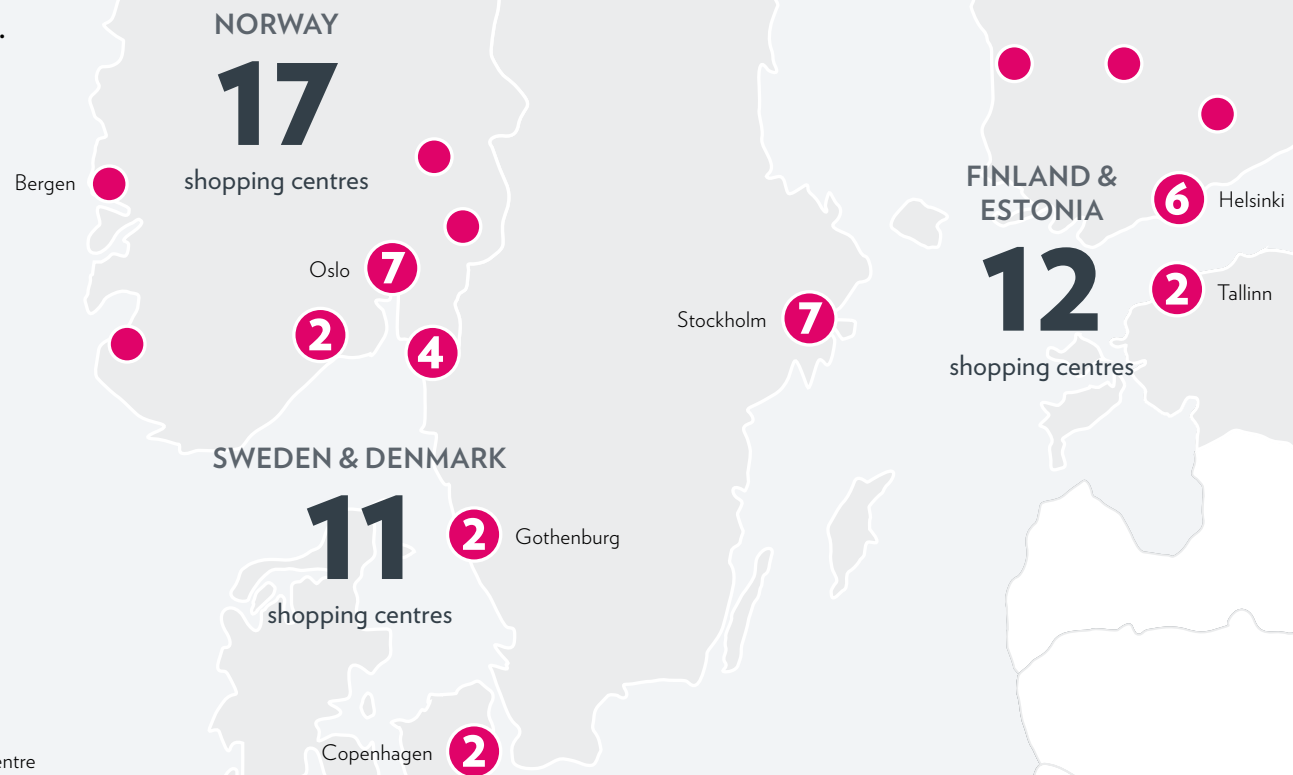 .
NORWAY
17
shopping centres
Bergen
Oslo
7
2
4
Stockholm
7
FINLAND &
ESTONIA
12
shopping centres
6
Helsinki
2
Tallinn
SWEDEN & DENMARK
11
shopping centres
2
Gothenburg
Copenhagen
2
entre